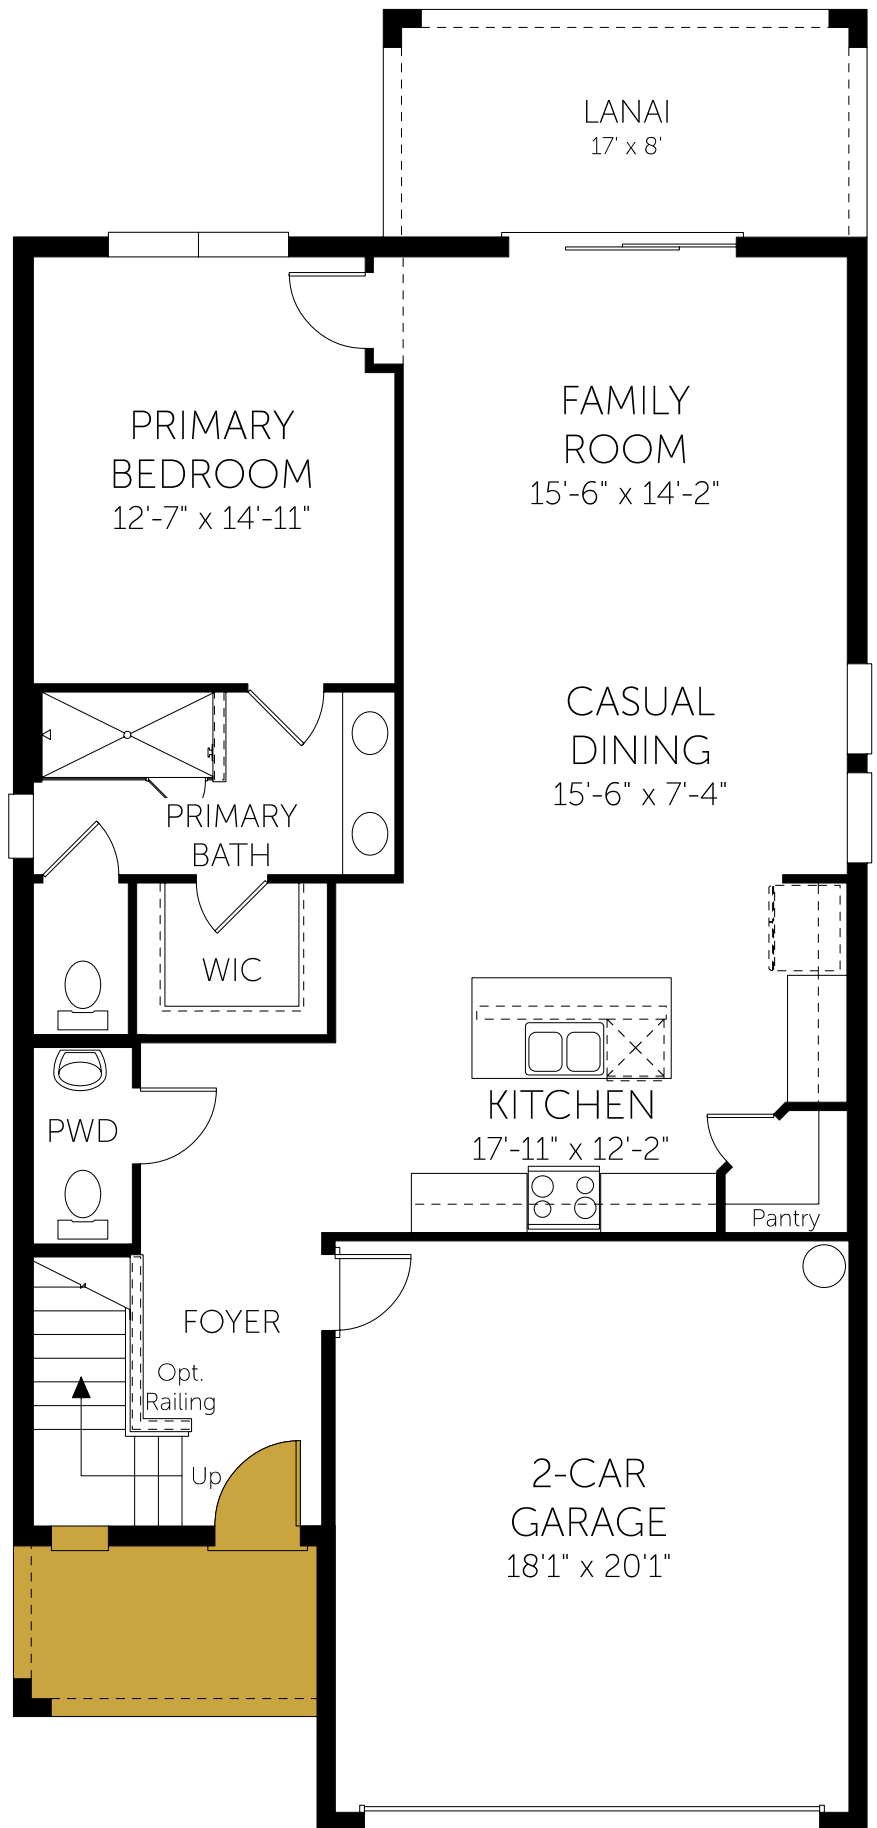 LANAI
17' x 8'
PRIMARY
BEDROOM
12'-7" x 14'-11"
FAMILY
ROOM
15'-6" x 14'-2"
CASUAL
DINING
15'-6" x 7'-4"
PRIMARY
BATH
WIC
KITCHEN
17'-11" x 12'-2"
PWD
Pantry
FOYER
Opt.
Railing
Up
2-CAR
GARAGE
18'1" x 20'1"